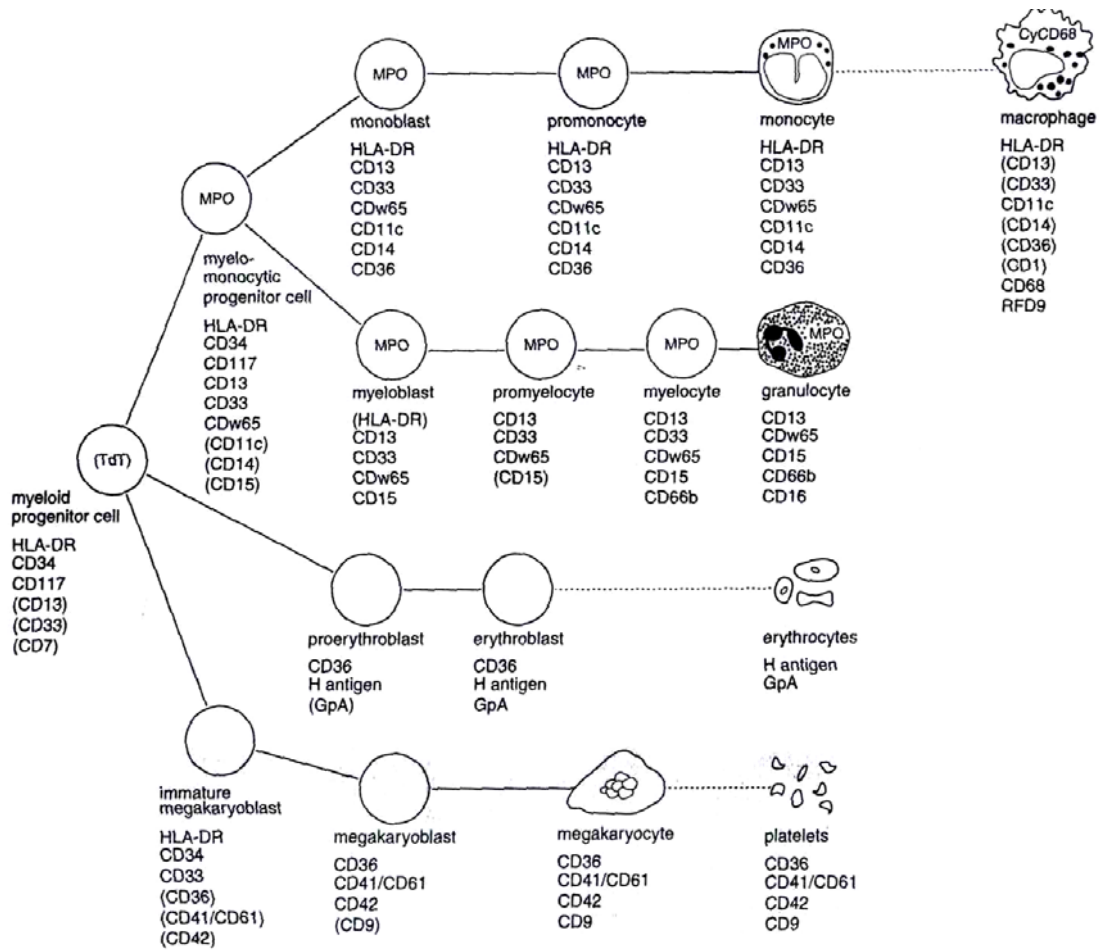 MPO
monoblast
HLA-DR
CD13
CD33
CDw65
CD11c
CD14
CD36
MPO
promonocyte
HLA-DR
CD13
CD33
CDw65
CD11c
CD14
CD36
MPO
monocyte
HLA-DR
CD13
CD33
CDw65
CD11c
CD14
CD36
CyCD68
macrophage
HLA-DR
(CD13)
(CD33)
CD11c
(CD14)
(CD36)
(CD1)
CD68
RFD9
MPO
myelo-
monocytic
progenitor cell
HLA-DR
CD34
CD117
CD13
CD33
CDw65
(CD11c)
(CD14)
(CD15)
MPO
myeloblast
(HLA-DR)
CD13
CD33
CDw65
CD15
MPO
promyelocyte
CD13
CD33
CDw65
(CD15)
MPO
myelocyte
CD13
CD33
CDw65
CD15
CD66b
MPO
granulocyte
CD13
CDw65
CD15
CD66b
CD16
(TdT)
myeloid
progenitor cell
HLA-DR
CD34
CD117
(CD13)
(CD33)
(CD7)
proerythroblast
CD36
H antigen
(GpA)
erythroblast
CD36
H antigen
GpA
erythrocytes
H antigen
GpA
immature
megakaryoblast
HLA-DR
CD34
CD33
(CD36)
(CD41/CD61)
(CD42)
megakaryoblast
CD36
CD41/CD61
CD42
(CD9)
megakaryocyte
CD36
CD41/CD61
CD42
CD9
platelets
CD36
CD41/CD61
CD42
CD9